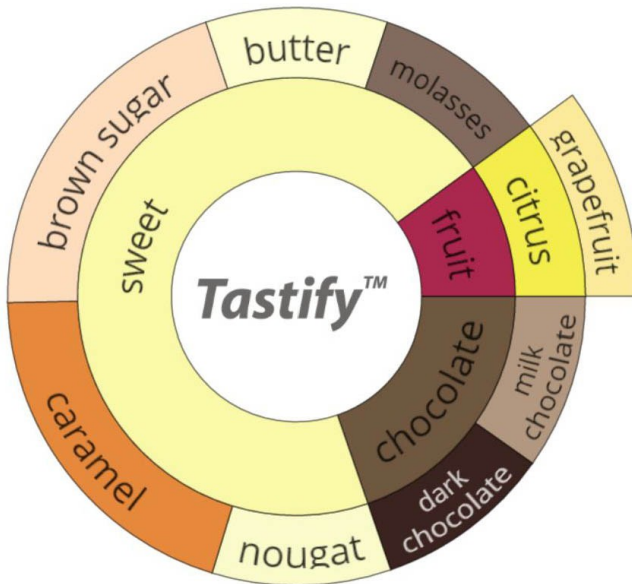 butter
molasses
brown sugar
grapefruit
citrus
sweet
fruit
Tastify™
chocolate
milk
chocolate
caramel
dark
chocolate
nougat